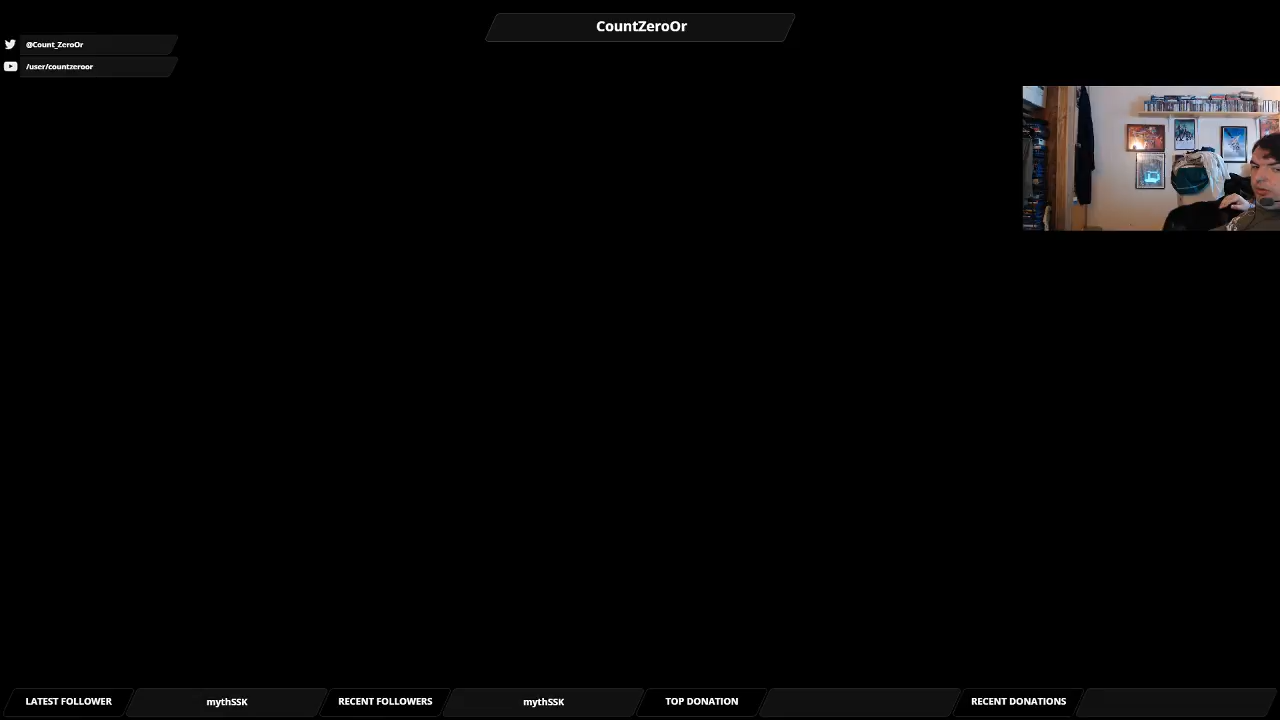 CountZeroOr
@Count_ZeroOr
/user/countzeroor
LATEST FOLLOWER
mythSSK
RECENT FOLLOWERS
mythSSK
TOP DONATION
RECENT DONATIONS